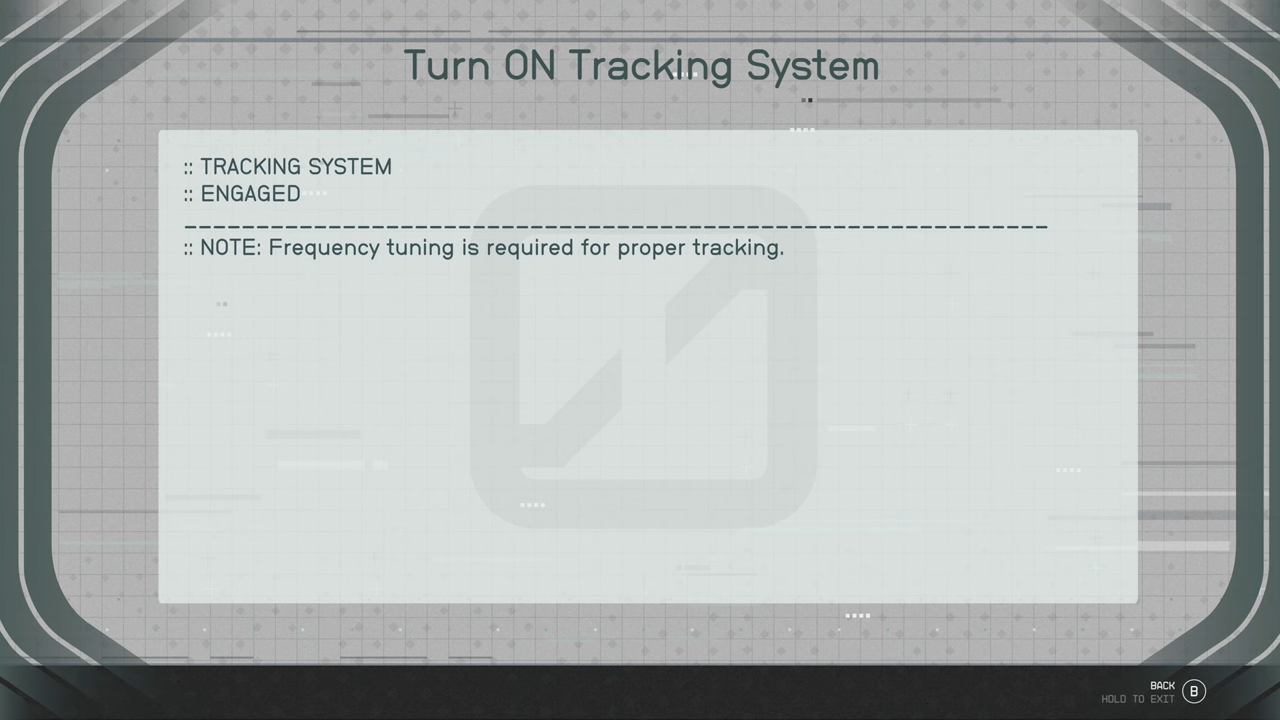 Turn ON Tracking System
:: TRACKING SYSTEM
:: ENGAGED
:: NOTE: Frequency tuning is required for proper tracking.
BACK
HOLD TO EXIT
B